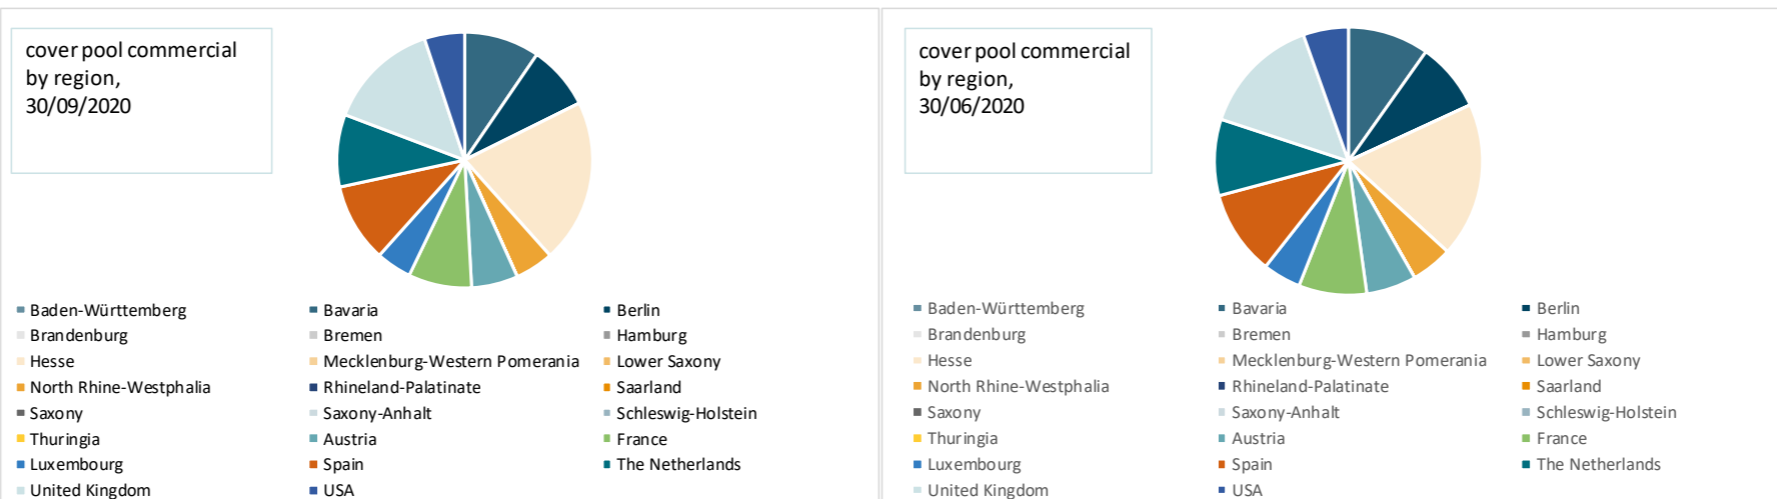 cover pool commercial
by region,
30/09/2020
Baden-Württemberg
Bavaria
Berlin
Brandenburg
Bremen
Hamburg
Hesse
Mecklenburg-Western Pomerania
Lower Saxony
North Rhine-Westphalia
Rhineland-Palatinate
Saarland
Saxony
Saxony-Anhalt
Schleswig-Holstein
Thuringia
Austria
France
Luxembourg
Spain
The Netherlands
United Kingdom
USA
cover pool commercial
by region,
30/06/2020
Baden-Württemberg
Bavaria
Berlin
Brandenburg
Bremen
Hamburg
Hesse
Mecklenburg-Western Pomerania
Lower Saxony
North Rhine-Westphalia
Rhineland-Palatinate
Saarland
Saxony
Saxony-Anhalt
Schleswig-Holstein
Thuringia
Austria
France
Luxembourg
Spain
The Netherlands
United Kingdom
USA